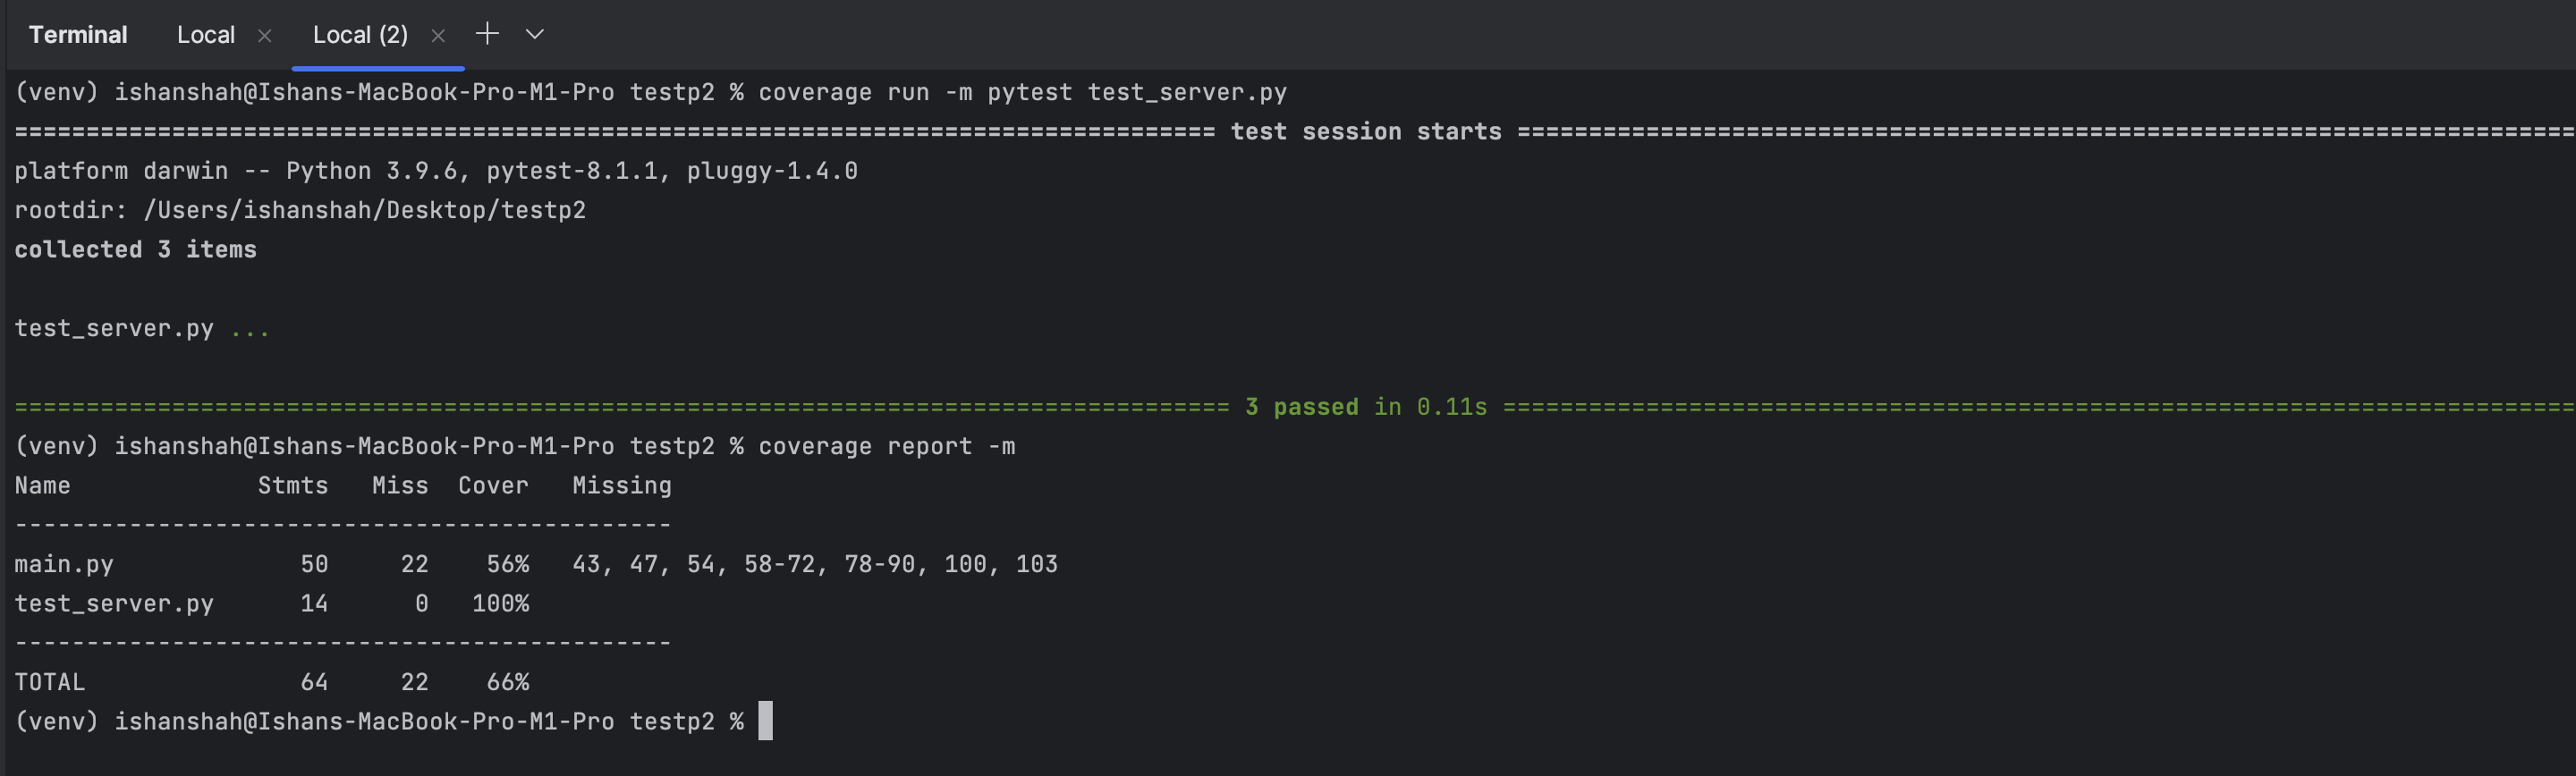 Terminal Local × Local (2) ×
(venv) ishanshah@Ishans-MacBook-Pro-M1-Pro testp2 % coverage run -m pytest test_server.py
==================================================================================== test session starts ==========================================================================
platform darwin -- Python 3.9.6, pytest-8.1.1, pluggy-1.4.0
rootdir: /Users/ishanshah/Desktop/testp2
collected 3 items
test_server.py ...
===================================================================================== 3 passed in 0.11s ===========================================================================
(venv) ishanshah@Ishans-MacBook-Pro-M1-Pro testp2 % coverage report -m
Name             Stmts   Miss  Cover   Missing
----------------------------------------------
main.py             50     22    56%   43, 47, 54, 58-72, 78-90, 100, 103
test_server.py      14      0   100%
----------------------------------------------
TOTAL               64     22    66%
(venv) ishanshah@Ishans-MacBook-Pro-M1-Pro testp2 %